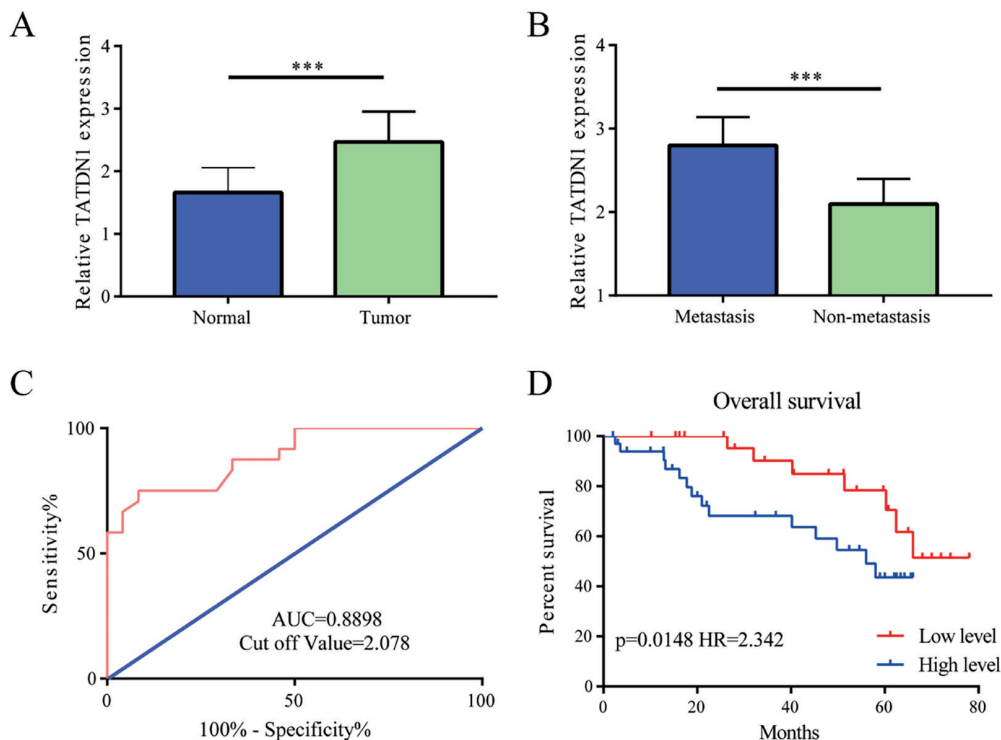 A
Relative TATDN1 expression
4
3
2
1
0
***
Normal
Tumor
B
Relative TATDN1 expression
4
3
2
1
***
Metastasis
Non-metastasis
C
Sensitivity%
100
50
0
AUC=0.8898
Cut off Value=2.078
0
50
100
100% - Specificity%
D
Overall survival
Percent survival
100
80
60
40
20
0
p=0.0148 HR=2.342
Low level
High level
0
20
40
60
80
Months